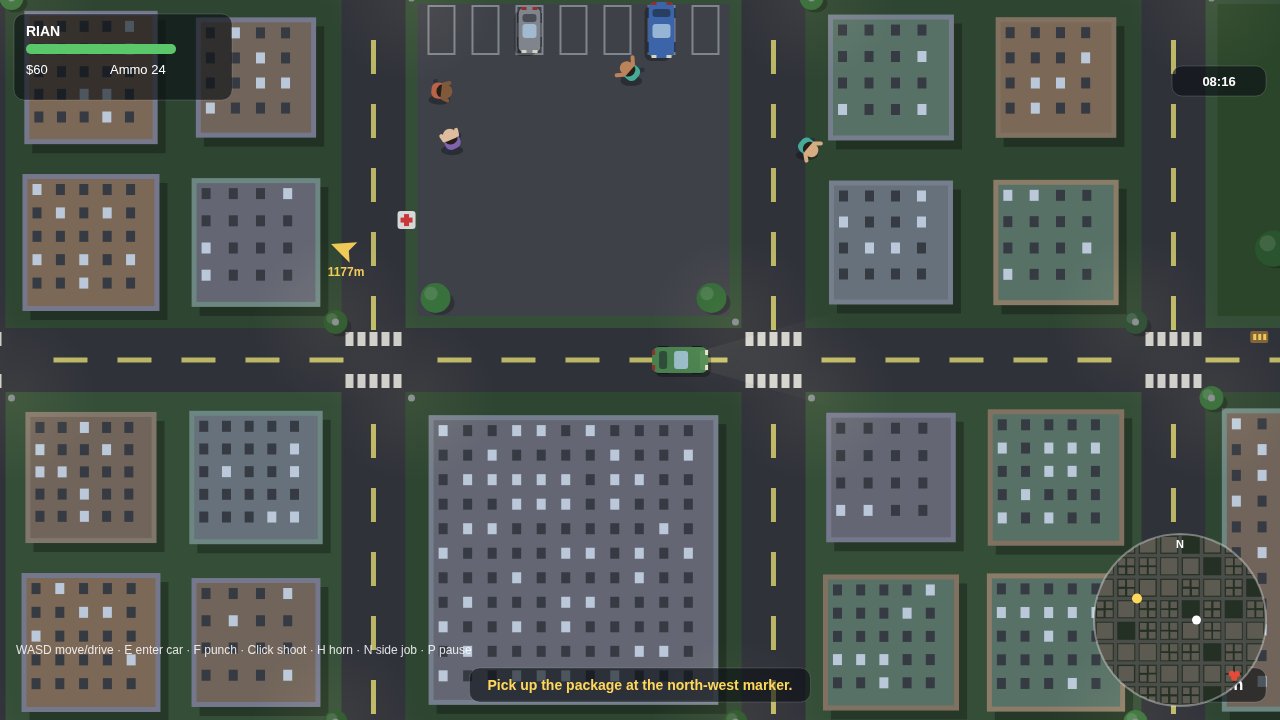 RIAN
$60 Ammo 24
08:16
1177m
WASD move/drive · E enter car · F punch · Click shoot · H horn · N side job · P pause
Pick up the package at the north-west marker.
N